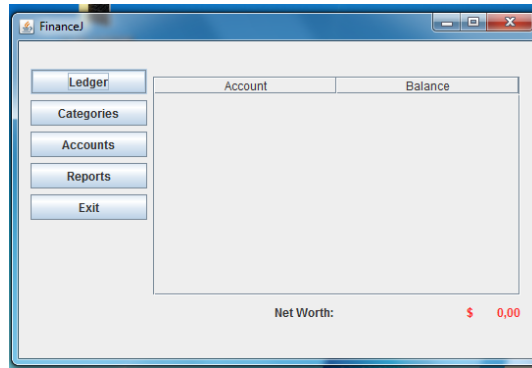 FinanceJ
Ledger
Account Balance
Categories
Accounts
Reports
Exit
Net Worth: $ 0,00